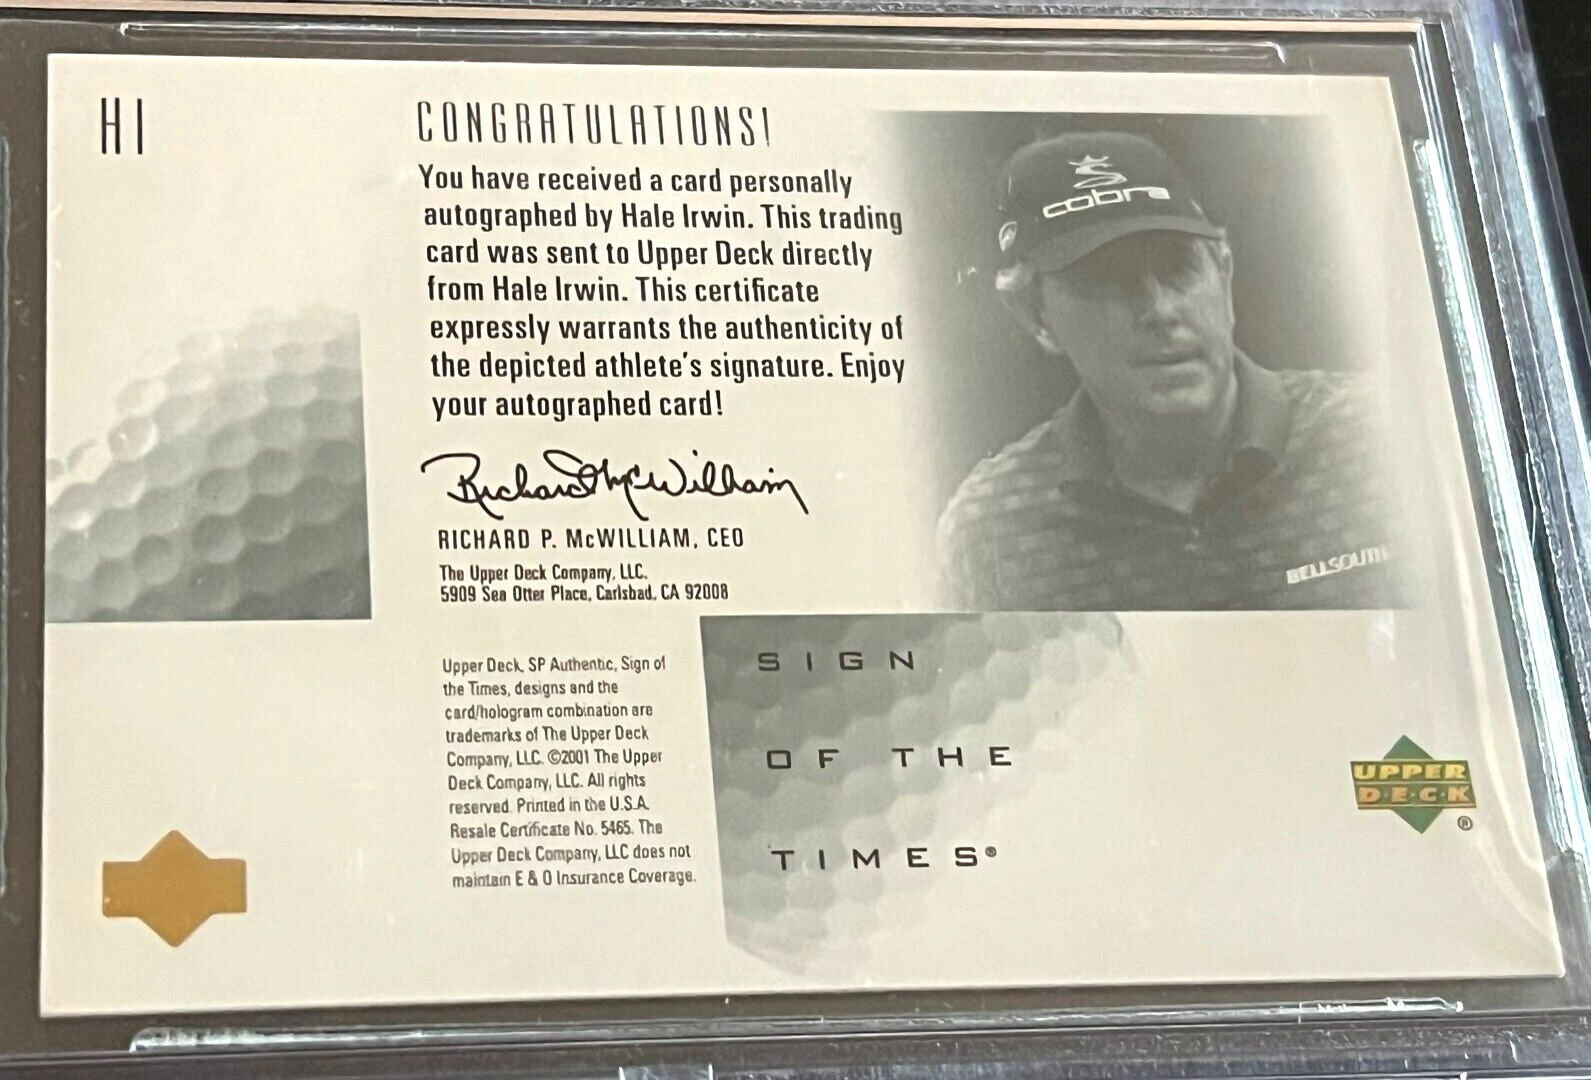 HI
CONGRATULATIONS!
You have received a card personally
autographed by Hale Irwin. This trading
card was sent to Upper Deck directly
from Hale Irwin. This certificate
expressly warrants the authenticity of
the depicted athlete's signature. Enjoy
your autographed card!
Richard P. McWilliam
RICHARD P. McWILLIAM, CEO
The Upper Deck Company, LLC.
5909 Sea Otter Place, Carlsbad, CA 92008
Upper Deck, SP Authentic, Sign of
the Times, designs and the
card/hologram combination are
trademarks of The Upper Deck
Company, LLC. ©2001 The Upper
Deck Company, LLC. All rights
reserved. Printed in the U.S.A.
Resale Certificate No. 5465. The
Upper Deck Company, LLC does not
maintain E & O Insurance Coverage.
cobra
BELLSOUTH
SIGN
OF THE
TIMES®
UPPER
D·E·C·K
®